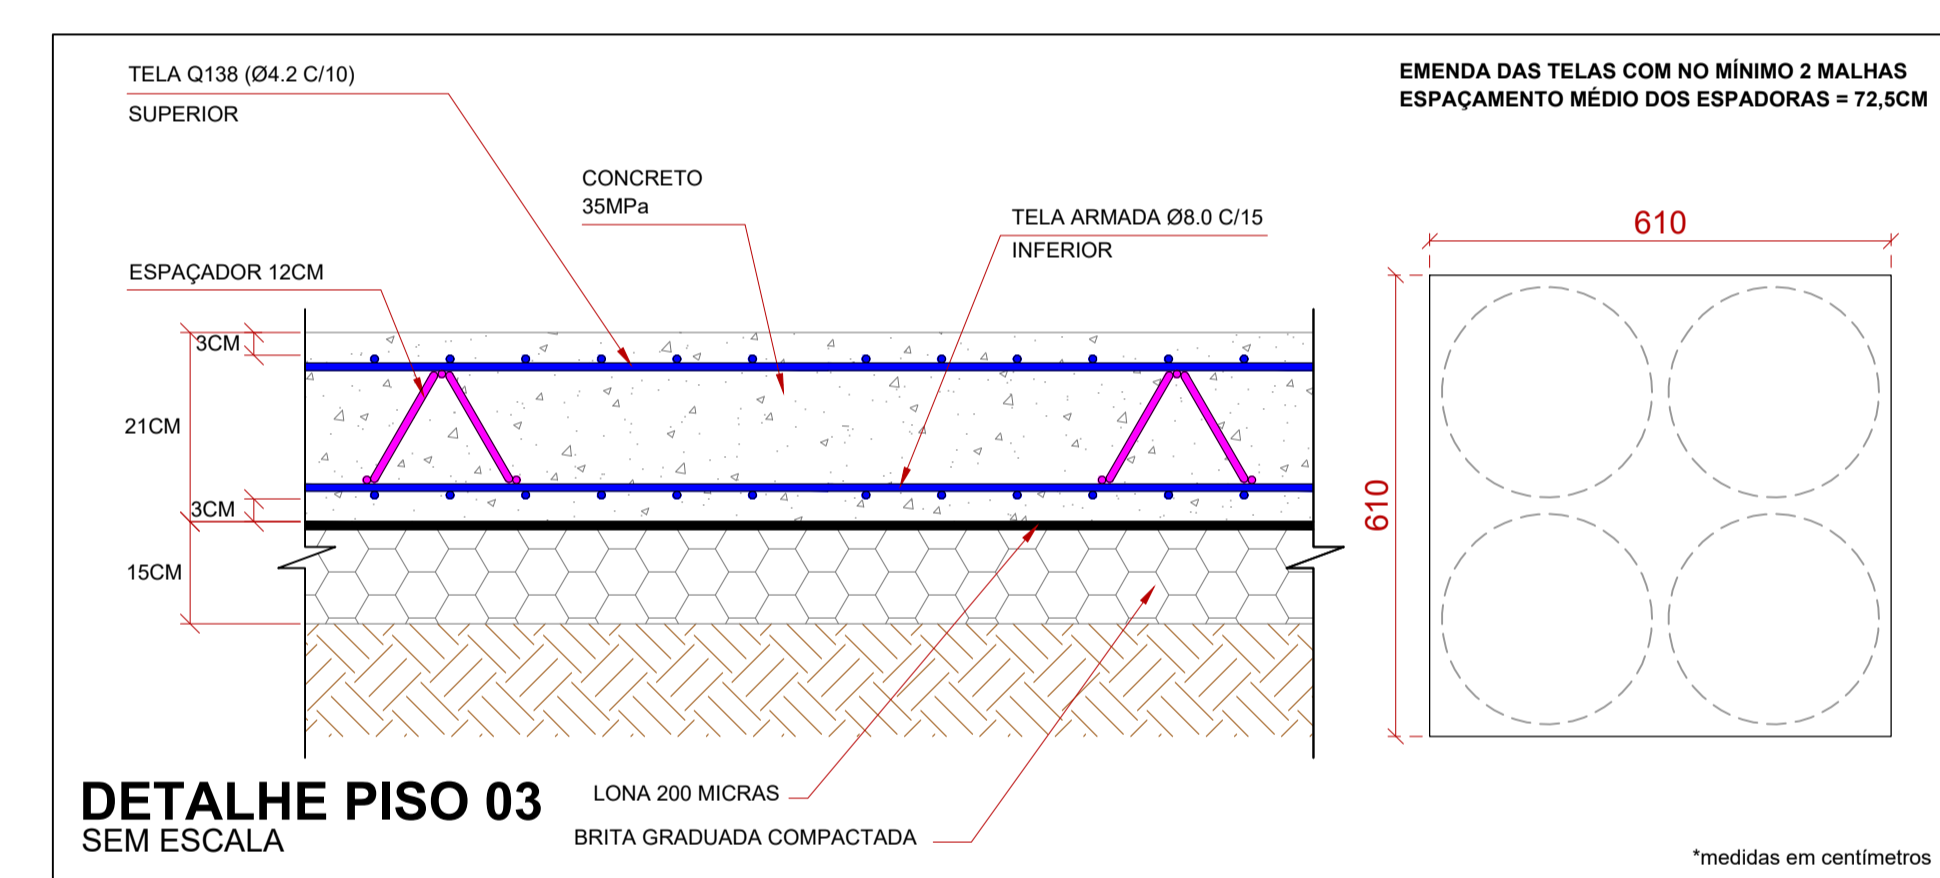 TELA Q138 (Ø4.2 C/10)
SUPERIOR
EMENDA DAS TELAS COM NO MÍNIMO 2 MALHAS
ESPAÇAMENTO MÉDIO DOS ESPADORAS = 72,5CM
CONCRETO
35MPa
TELA ARMADA Ø8.0 C/15
INFERIOR
610
ESPAÇADOR 12CM
3CM
21CM
3CM
610
15CM
DETALHE PISO 03
SEM ESCALA
LONA 200 MICRAS
BRITA GRADUADA COMPACTADA
*medidas em centímetros